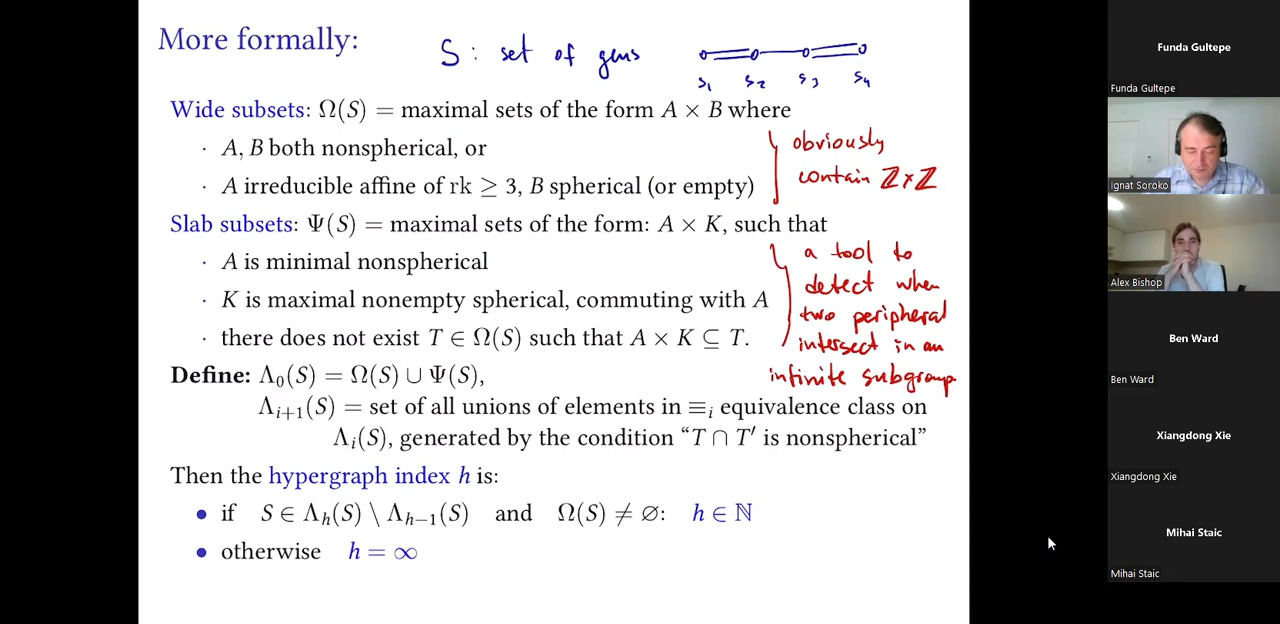 More formally:
S : set of gens
s₁ s₂ s₃ s₄
Wide subsets: Ω(S) = maximal sets of the form A × B where
· A, B both nonspherical, or
· A irreducible affine of rk ≥ 3, B spherical (or empty)
obviously
contain ℤ×ℤ
Slab subsets: Ψ(S) = maximal sets of the form: A × K, such that
· A is minimal nonspherical
· K is maximal nonempty spherical, commuting with A
· there does not exist T ∈ Ω(S) such that A × K ⊆ T.
a tool to
detect when
two peripheral
intersect in an
infinite subgroup
Define: Λ₀(S) = Ω(S) ∪ Ψ(S),
Λᵢ₊₁(S) = set of all unions of elements in ≡ᵢ equivalence class on
Λᵢ(S), generated by the condition “T ∩ T′ is nonspherical”
Then the hypergraph index h is:
• if S ∈ Λₕ(S) \ Λₕ₋₁(S) and Ω(S) ≠ ∅: h ∈ ℕ
• otherwise h = ∞
Funda Gultepe
Funda Gultepe
Ignat Soroko
Alex Bishop
Ben Ward
Ben Ward
Xiangdong Xie
Xiangdong Xie
Mihai Staic
Mihai Staic